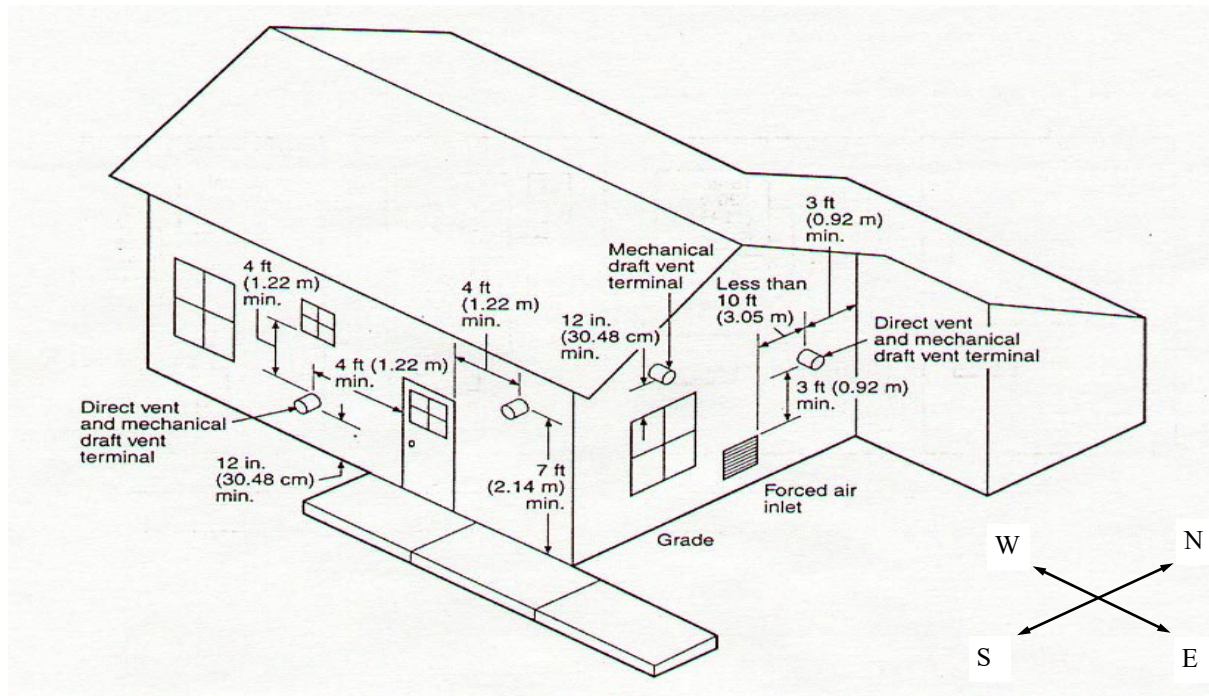 3 ft
(0.92 m)
min.
Mechanical
draft vent
terminal
4 ft
(1.22 m)
min.
4 ft
(1.22 m)
min.
Less than
10 ft
(3.05 m)
12 in.
(30.48 cm)
min.
Direct vent
and mechanical
draft vent terminal
4 ft (1.22 m)
min.
3 ft (0.92 m)
min.
Direct vent
and mechanical
draft vent
terminal
12 in.
(30.48 cm)
min.
7 ft
(2.14 m)
min.
Forced air
inlet
Grade
W
N
S
E